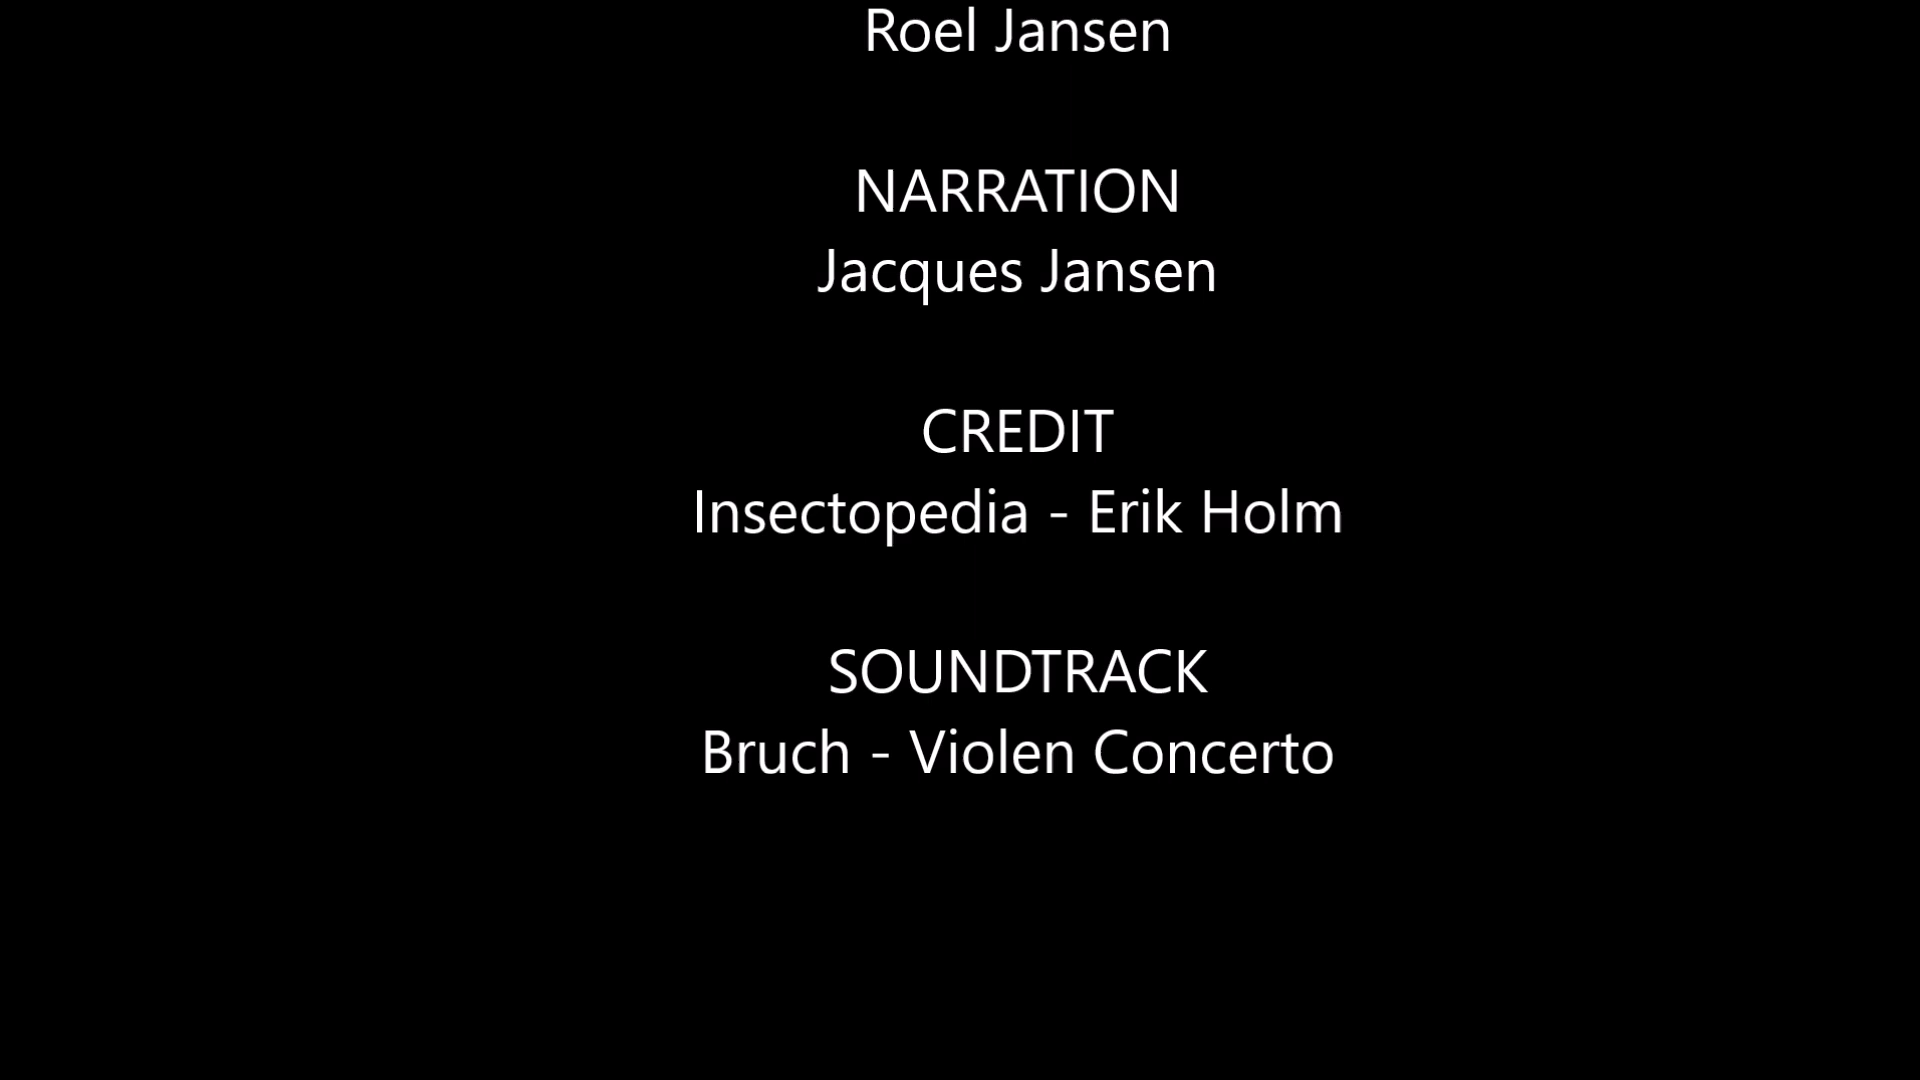 Roel Jansen
NARRATION
Jacques Jansen
CREDIT
Insectopedia - Erik Holm
SOUNDTRACK
Bruch - Violen Concerto